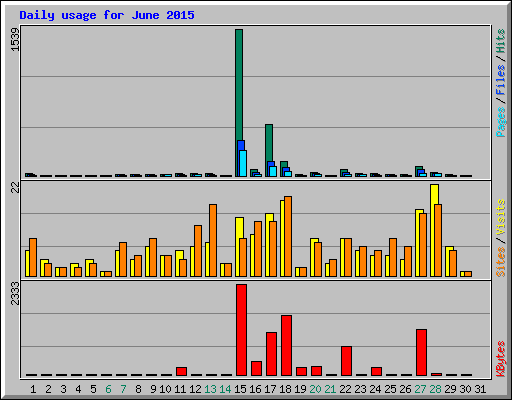 Daily usage for June 2015
1539
Pages / Files / Hits
22
Sites / Visits
2333
KBytes
1 2 3 4 5 6 7 8 9 10 11 12 13 14 15 16 17 18 19 20 21 22 23 24 25 26 27 28 29 30 31